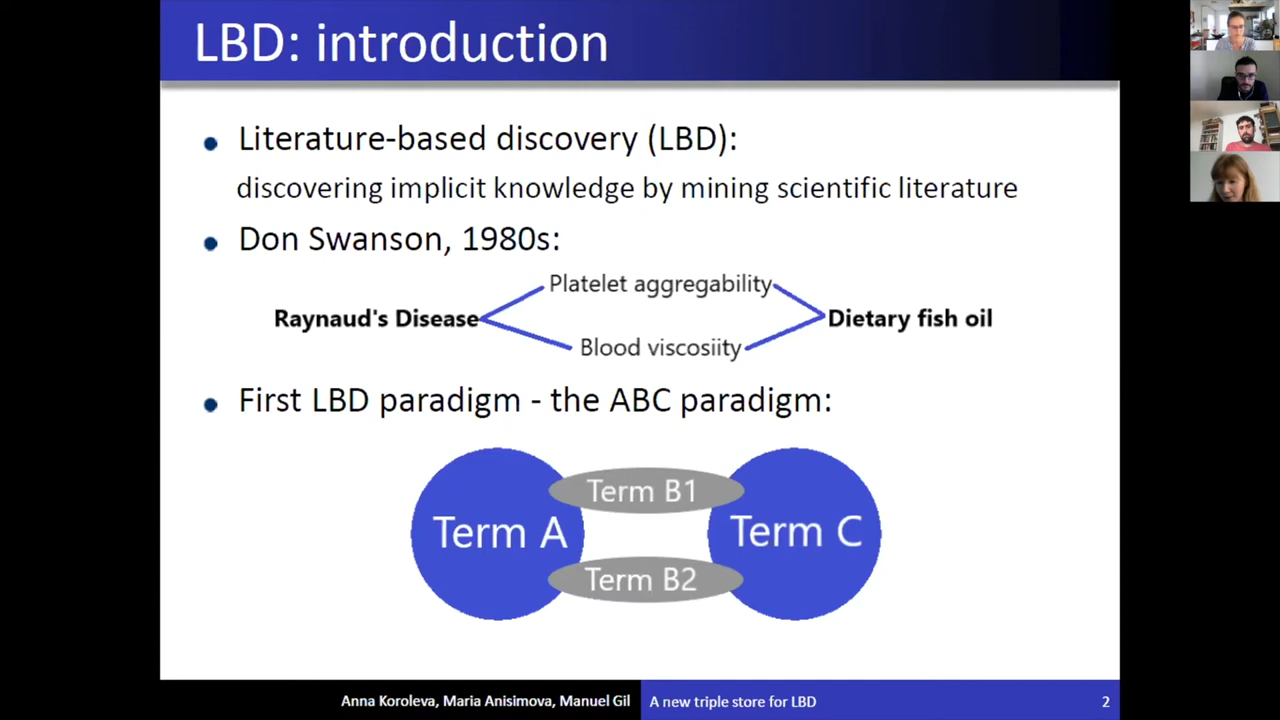 LBD: introduction
Literature-based discovery (LBD):
discovering implicit knowledge by mining scientific literature
Don Swanson, 1980s:
Platelet aggregability
Raynaud's Disease
Dietary fish oil
Blood viscosiity
First LBD paradigm - the ABC paradigm:
Term B1
Term A
Term C
Term B2
Anna Koroleva, Maria Anisimova, Manuel Gil
A new triple store for LBD
2